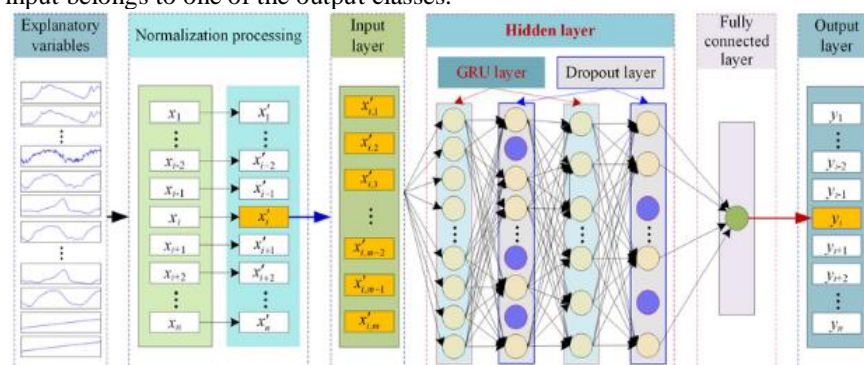 input belongs to one of the output classes.
Explanatory variables
Normalization processing
Input layer
Hidden layer
Fully connected layer
Output layer
GRU layer
Dropout layer
x₁
x′₁
xᵢ₋₂
x′ᵢ₋₂
xᵢ₋₁
x′ᵢ₋₁
xᵢ
x′ᵢ
xᵢ₊₁
x′ᵢ₊₁
xᵢ₊₂
x′ᵢ₊₂
xₙ
x′ₙ
x′ᵢ,₁
x′ᵢ,₂
x′ᵢ,₃
x′ᵢ,ₘ₋₂
x′ᵢ,ₘ₋₁
x′ᵢ,ₘ
y₁
yᵢ₋₂
yᵢ₋₁
yᵢ
yᵢ₊₁
yᵢ₊₂
yₙ